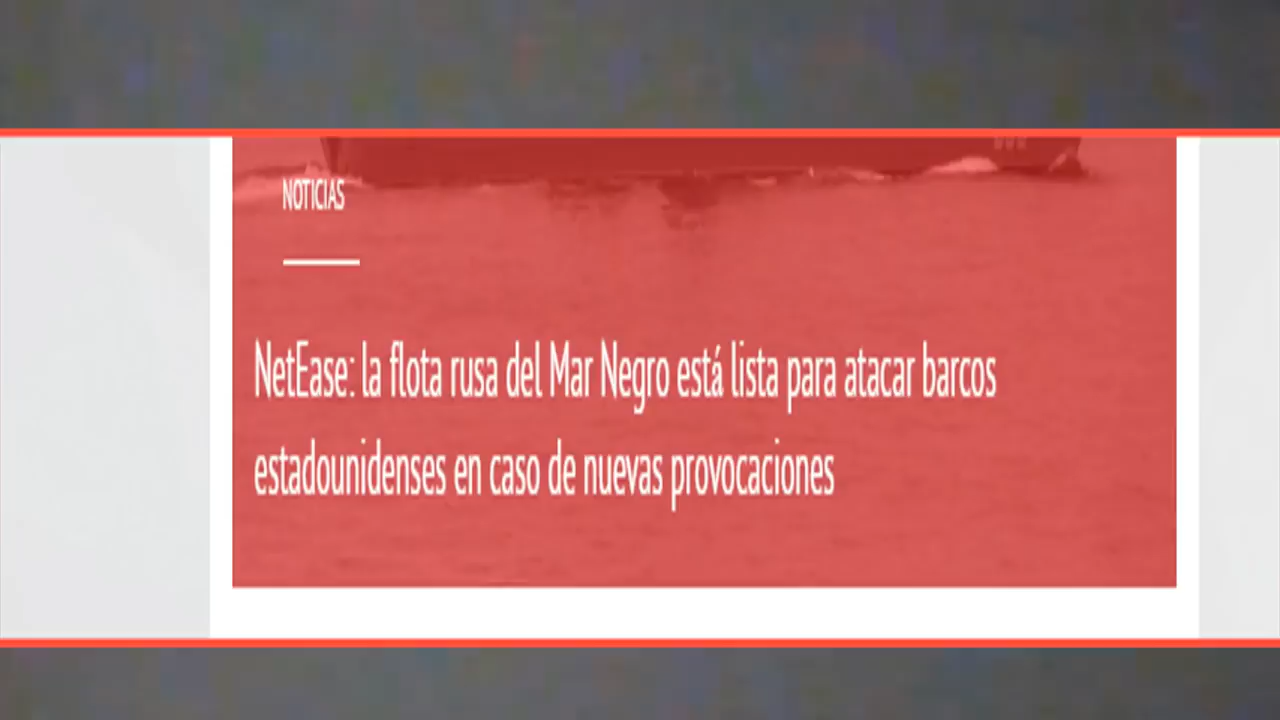 NOTICIAS
NetEase: la flota rusa del Mar Negro está lista para atacar barcos
estadounidenses en caso de nuevas provocaciones